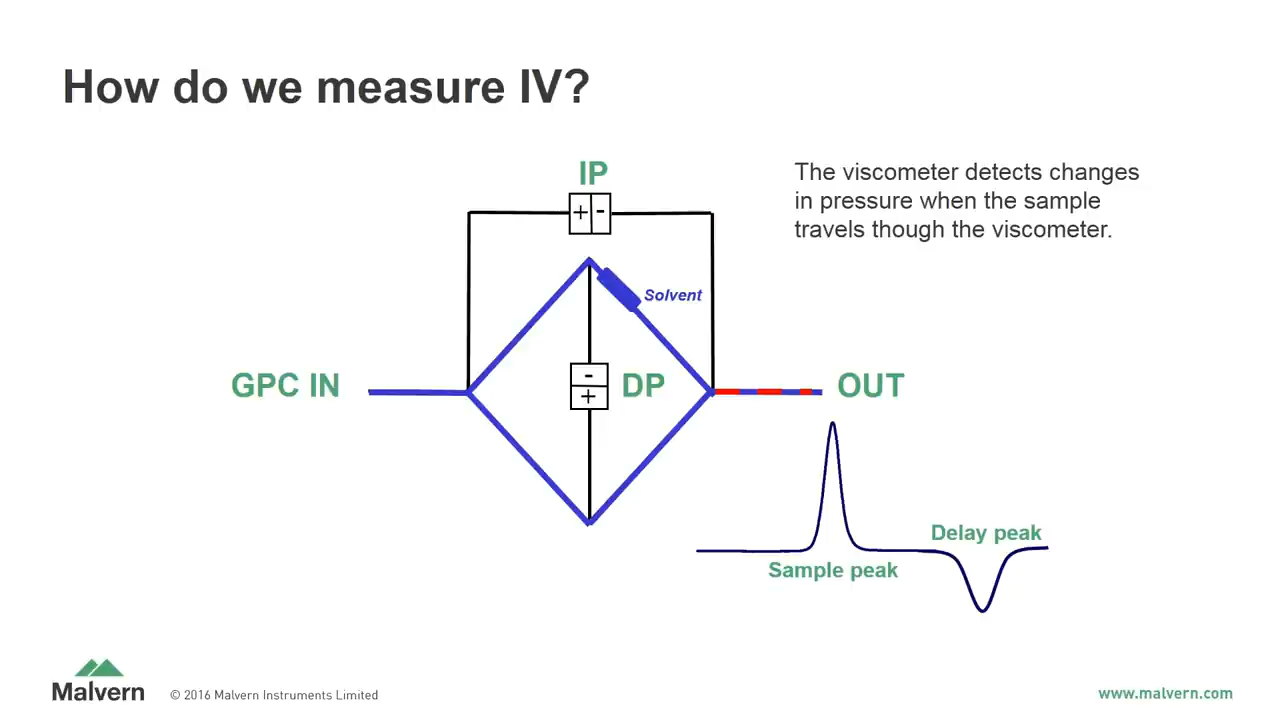 How do we measure IV?
IP
+ -
The viscometer detects changes
in pressure when the sample
travels though the viscometer.
Solvent
GPC IN
-
+
DP
OUT
Delay peak
Sample peak
Malvern
© 2016 Malvern Instruments Limited
www.malvern.com